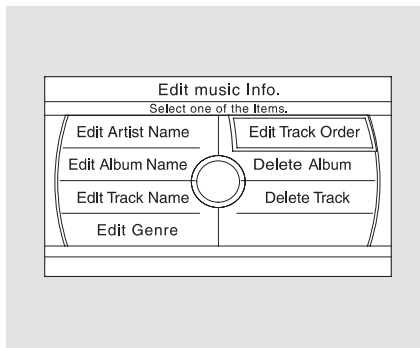 Edit music Info.
Select one of the Items.
Edit Artist Name
Edit Album Name
EdIt Track Name
Edit Genre
Edit Track Order
Delete Album
Delete Track